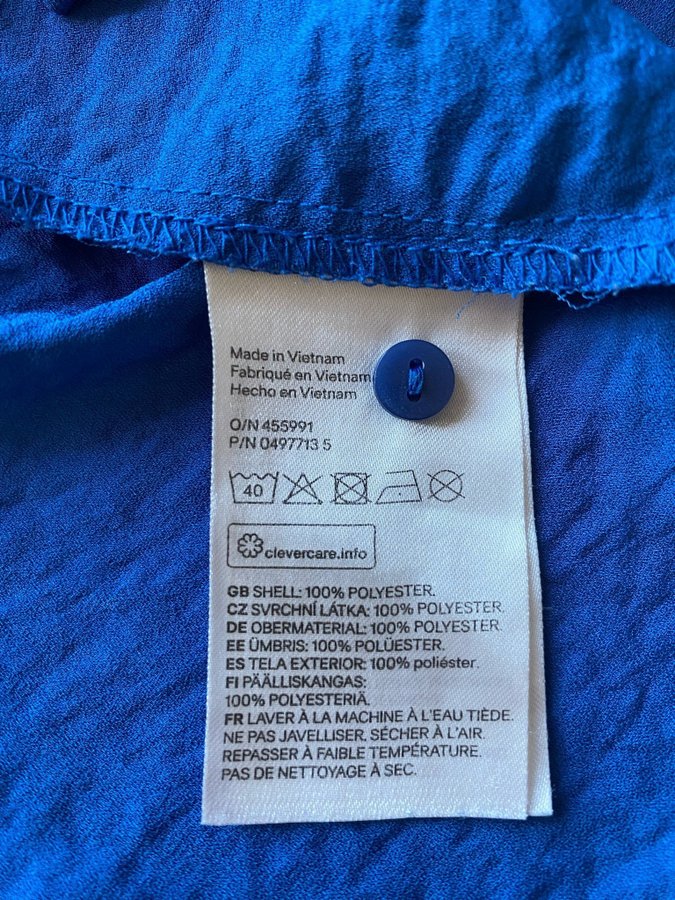 Made in Vietnam
Fabriqué en Vietnam
Hecho en Vietnam
O/N 455991
P/N 0497713 5
40
clevercare.info
GB SHELL: 100% POLYESTER.
CZ SVRCHNÍ LÁTKA: 100% POLYESTER.
DE OBERMATERIAL: 100% POLYESTER.
EE ÜMBRIS: 100% POLÜESTER.
ES TELA EXTERIOR: 100% poliéster.
FI PÄÄLLISKANGAS:
100% POLYESTERIÄ.
FR LAVER À LA MACHINE À L'EAU TIÈDE.
NE PAS JAVELLISER. SÉCHER À L'AIR.
REPASSER À FAIBLE TEMPÉRATURE.
PAS DE NETTOYAGE À SEC.